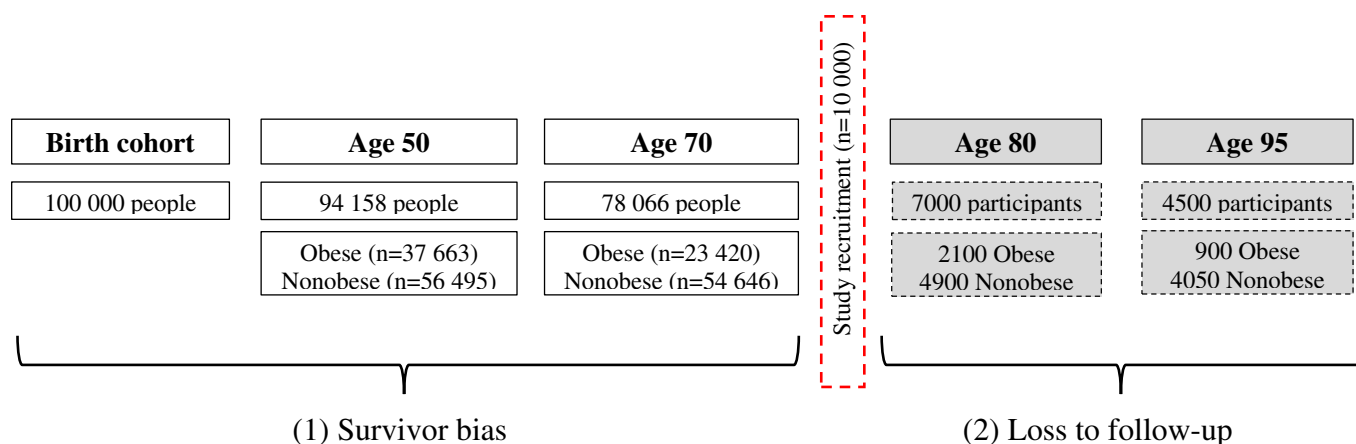 Birth cohort
100 000 people
Age 50
94 158 people
Obese (n=37 663)
Nonobese (n=56 495)
Age 70
78 066 people
Obese (n=23 420)
Nonobese (n=54 646)
Study recruitment (n=10 000)
Age 80
7000 participants
2100 Obese
4900 Nonobese
Age 95
4500 participants
900 Obese
4050 Nonobese
(1) Survivor bias
(2) Loss to follow-up